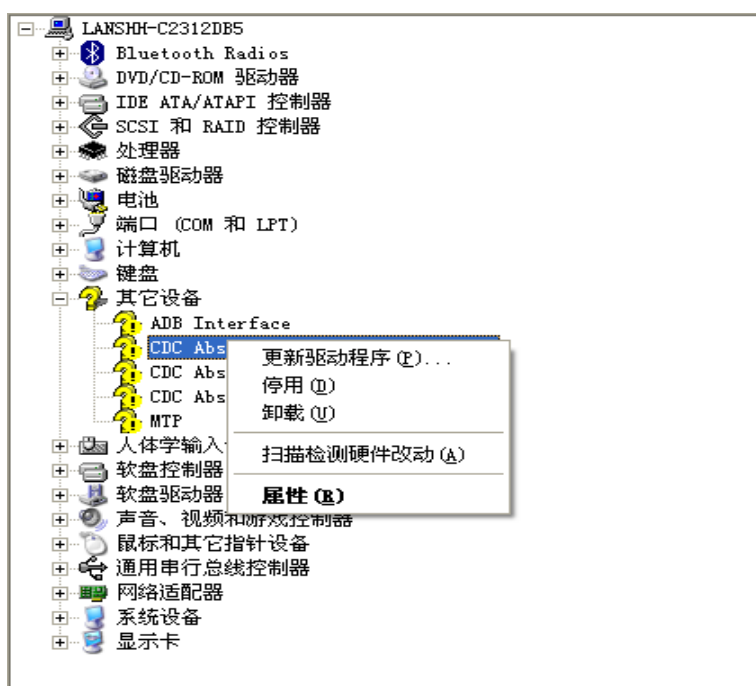 LANSHH-C2312DB5
Bluetooth Radios
DVD/CD-ROM 驱动器
IDE ATA/ATAPI 控制器
SCSI 和 RAID 控制器
处理器
磁盘驱动器
电池
端口 (COM 和 LPT)
计算机
键盘
其它设备
ADB Interface
CDC Abs
CDC Abs
CDC Abs
MTP
人体学输入
软盘控制器
软盘驱动器
声音、视频和游戏控制器
鼠标和其它指针设备
通用串行总线控制器
网络适配器
系统设备
显示卡
更新驱动程序(P)...
停用(D)
卸载(U)
扫描检测硬件改动(A)
属性(R)